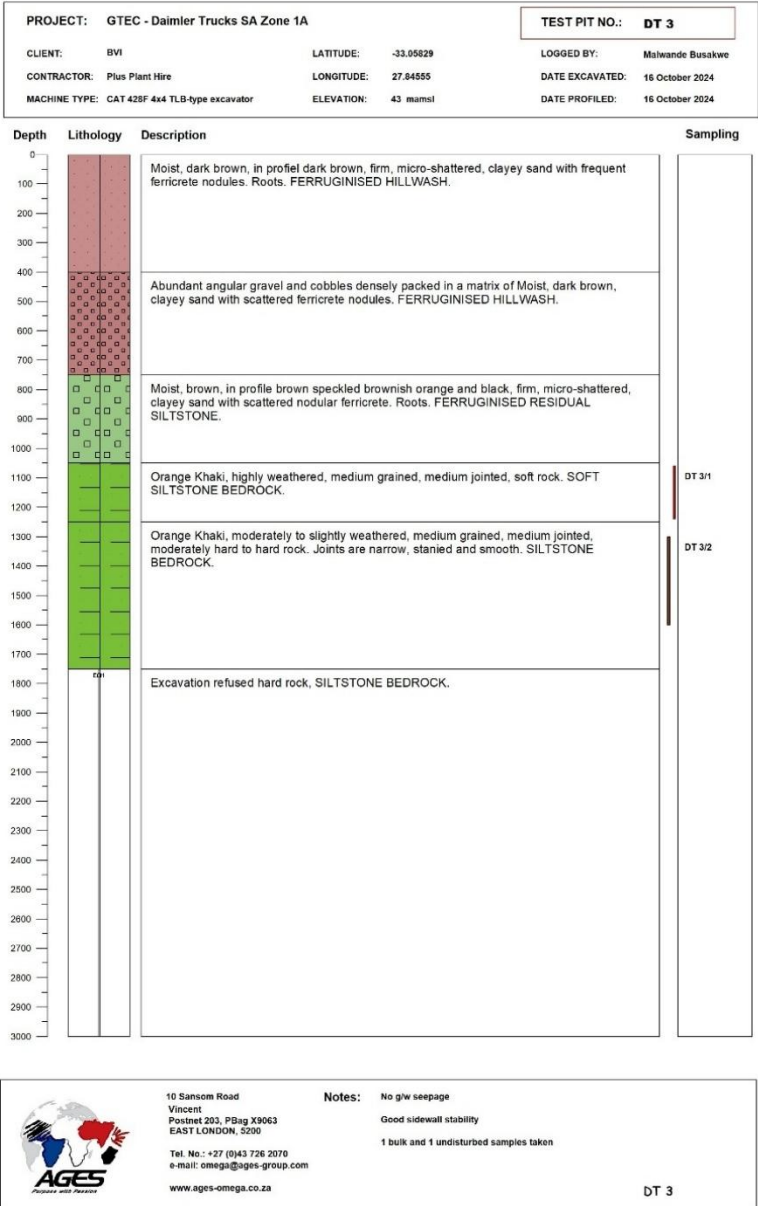 PROJECT: GTEC - Daimler Trucks SA Zone 1A
TEST PIT NO.: DT 3
CLIENT: BVI LATITUDE: -33.05829 LOGGED BY: Malwande Busakwe
CONTRACTOR: Plus Plant Hire LONGITUDE: 27.84555 DATE EXCAVATED: 16 October 2024
MACHINE TYPE: CAT 428F 4x4 TLB-type excavator ELEVATION: 43 mamsl DATE PROFILED: 16 October 2024
Depth Lithology Description Sampling
0
Moist, dark brown, in profiel dark brown, firm, micro-shattered, clayey sand with frequent
ferricrete nodules. Roots. FERRUGINISED HILLWASH.
100
200
300
400
Abundant angular gravel and cobbles densely packed in a matrix of Moist, dark brown,
clayey sand with scattered ferricrete nodules. FERRUGINISED HILLWASH.
500
600
700
800
Moist, brown, in profile brown speckled brownish orange and black, firm, micro-shattered,
clayey sand with scattered nodular ferricrete. Roots. FERRUGINISED RESIDUAL
SILTSTONE.
900
1000
1100
Orange Khaki, highly weathered, medium grained, medium jointed, soft rock. SOFT
SILTSTONE BEDROCK.
DT 3/1
1200
1300
Orange Khaki, moderately to slightly weathered, medium grained, medium jointed,
moderately hard to hard rock. Joints are narrow, stanied and smooth. SILTSTONE
BEDROCK.
DT 3/2
1400
1500
1600
1700
EOH
1800
Excavation refused hard rock, SILTSTONE BEDROCK.
1900
2000
2100
2200
2300
2400
2500
2600
2700
2800
2900
3000
AGES
Purpose with Passion
10 Sansom Road
Vincent
Postnet 203, PBag X9063
EAST LONDON, 5200
Tel. No.: +27 (0)43 726 2070
e-mail: omega@ages-group.com
www.ages-omega.co.za
Notes: No g/w seepage
Good sidewall stability
1 bulk and 1 undisturbed samples taken
DT 3